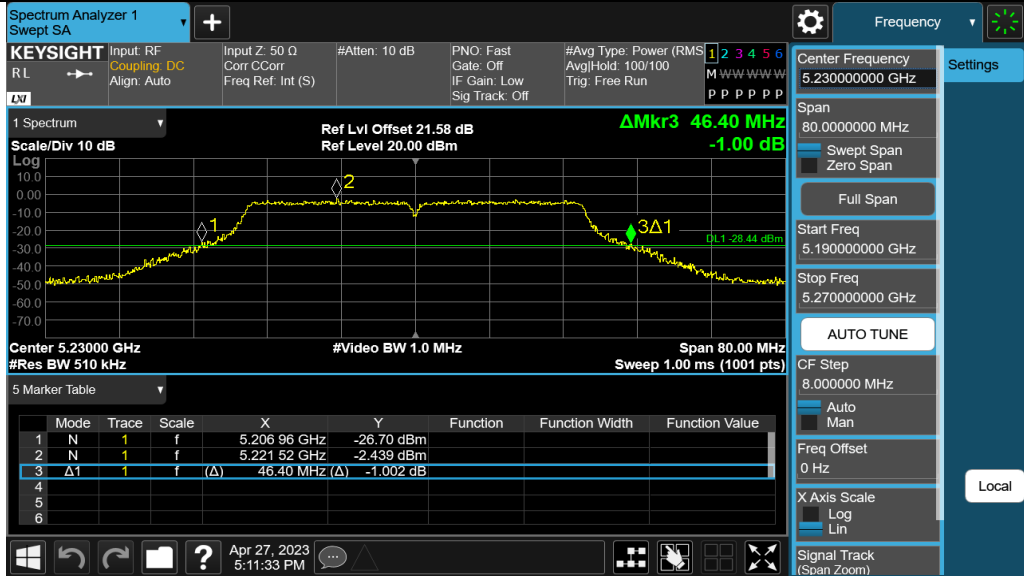 Spectrum Analyzer 1
Swept SA
+
Frequency
KEYSIGHT
R L
LXI
Input: RF
Coupling: DC
Align: Auto
Input Z: 50 Ω
Corr CCorr
Freq Ref: Int (S)
#Atten: 10 dB
PNO: Fast
Gate: Off
IF Gain: Low
Sig Track: Off
#Avg Type: Power (RMS
Avg|Hold: 100/100
Trig: Free Run
1 2 3 4 5 6
M W W W W W
P P P P P P
Center Frequency
5.230000000 GHz
Settings
Span
80.0000000 MHz
Swept Span
Zero Span
Full Span
Start Freq
5.190000000 GHz
Stop Freq
5.270000000 GHz
AUTO TUNE
CF Step
8.000000 MHz
Auto
Man
Freq Offset
0 Hz
X Axis Scale
Log
Lin
Signal Track
(Span Zoom)
Local
1 Spectrum
Scale/Div 10 dB
Ref Lvl Offset 21.58 dB
Ref Level 20.00 dBm
ΔMkr3 46.40 MHz
-1.00 dB
Log
10.0
0.00
-10.0
-20.0
-30.0
-40.0
-50.0
-60.0
-70.0
1
2
3Δ1
DL1 -28.44 dBm
Center 5.23000 GHz
#Video BW 1.0 MHz
Span 80.00 MHz
#Res BW 510 kHz
Sweep 1.00 ms (1001 pts)
5 Marker Table
Mode Trace Scale X Y Function Function Width Function Value
1 N 1 f 5.206 96 GHz -26.70 dBm
2 N 1 f 5.221 52 GHz -2.439 dBm
3 Δ1 1 f (Δ) 46.40 MHz (Δ) -1.002 dB
4
5
6
?
Apr 27, 2023
5:11:33 PM